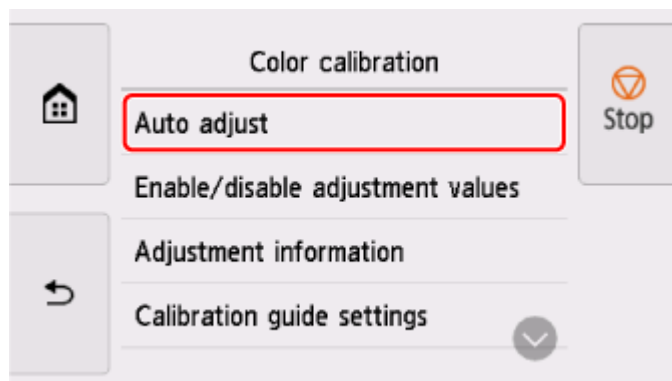 Color calibration
Auto adjust
Stop
Enable/disable adjustment values
Adjustment information
Calibration guide settings